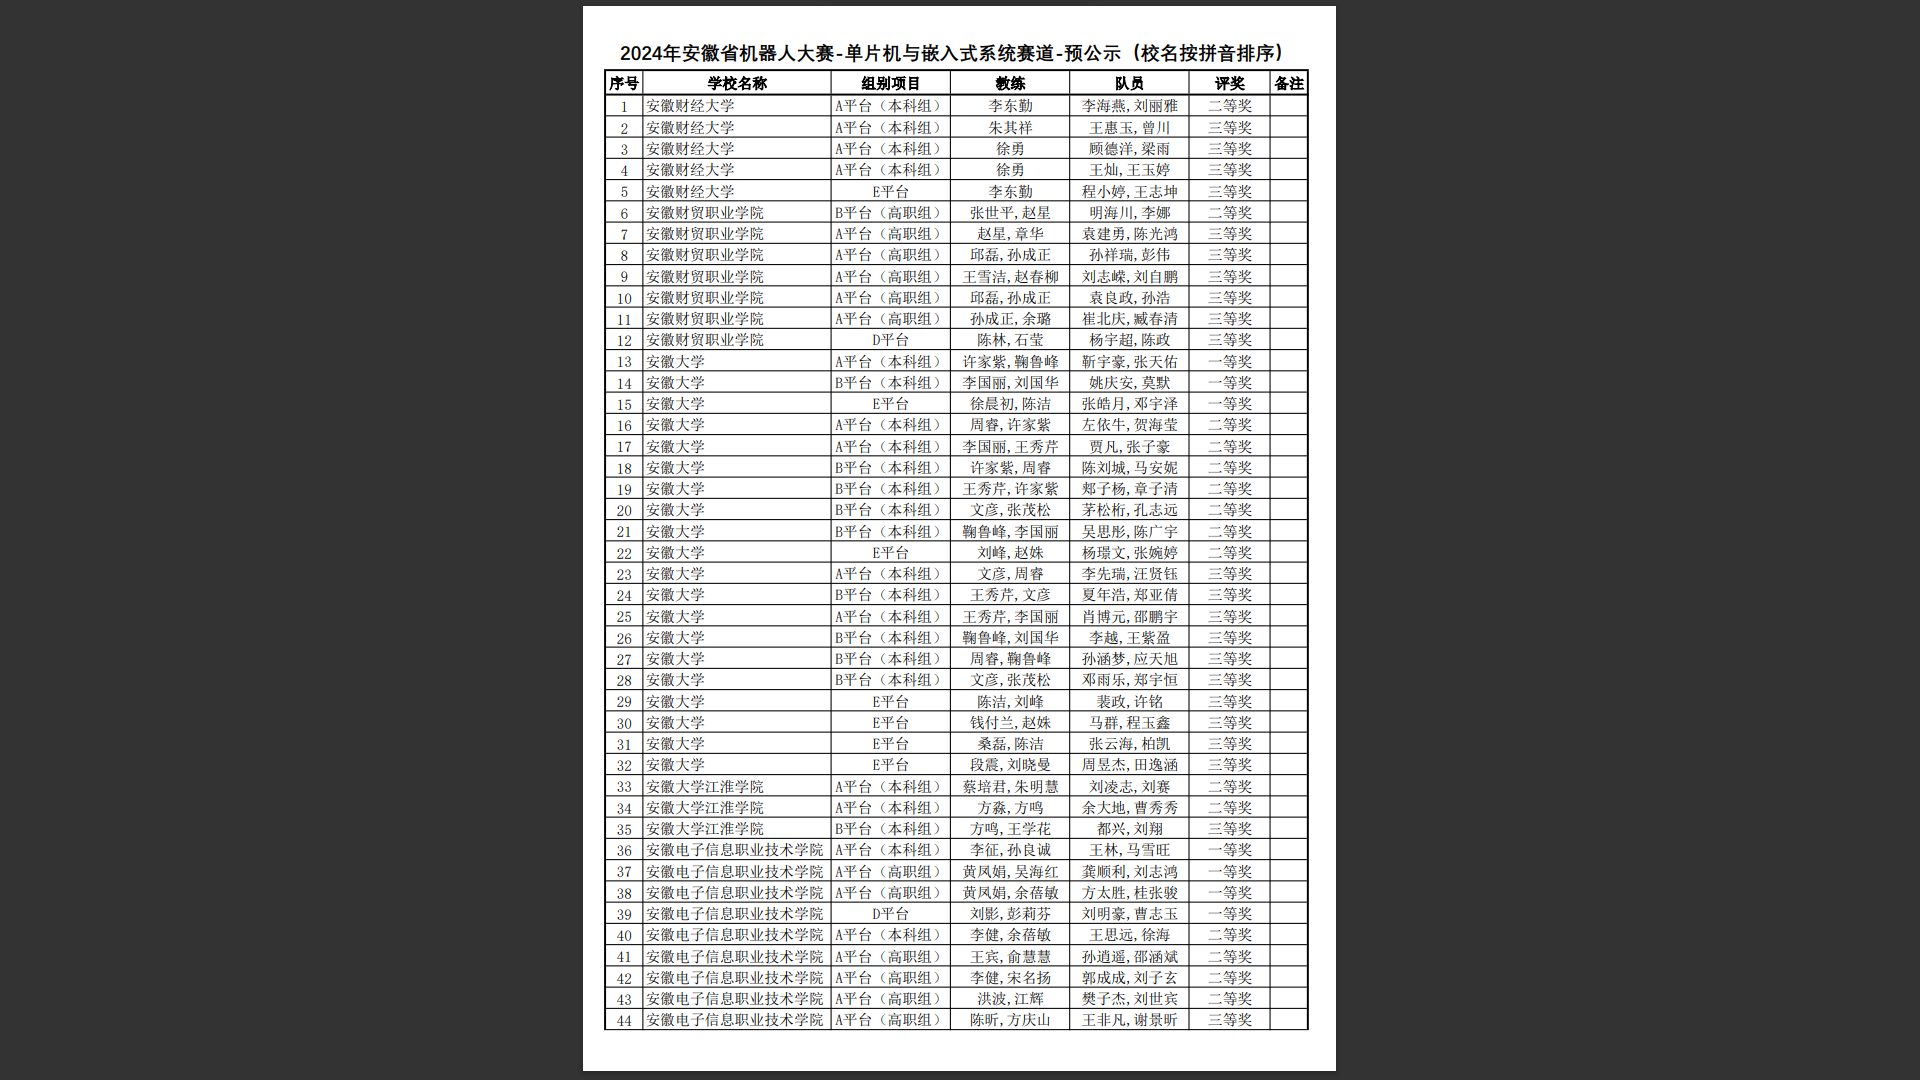 2024年安徽省机器人大赛-单片机与嵌入式系统赛道-预公示（校名按拼音排序）
序号 学校名称 组别项目 教练 队员 评奖 备注
1 安徽财经大学 A平台（本科组） 李东勤 李海燕,刘丽雅 二等奖
2 安徽财经大学 A平台（本科组） 朱其祥 王惠玉,曾川 三等奖
3 安徽财经大学 A平台（本科组） 徐勇 顾德洋,梁雨 三等奖
4 安徽财经大学 A平台（本科组） 徐勇 王灿,王玉婷 三等奖
5 安徽财经大学 E平台 李东勤 程小婷,王志坤 三等奖
6 安徽财贸职业学院 B平台（高职组） 张世平,赵星 明海川,李娜 二等奖
7 安徽财贸职业学院 A平台（高职组） 赵星,章华 袁建勇,陈光鸿 三等奖
8 安徽财贸职业学院 A平台（高职组） 邱磊,孙成正 孙祥瑞,彭伟 三等奖
9 安徽财贸职业学院 A平台（高职组） 王雪洁,赵春柳 刘志嵘,刘自鹏 三等奖
10 安徽财贸职业学院 A平台（高职组） 邱磊,孙成正 袁良政,孙浩 三等奖
11 安徽财贸职业学院 A平台（高职组） 孙成正,余璐 崔北庆,臧春清 三等奖
12 安徽财贸职业学院 D平台 陈林,石莹 杨宇超,陈政 三等奖
13 安徽大学 A平台（本科组） 许家紫,鞠鲁峰 靳宇豪,张天佑 一等奖
14 安徽大学 B平台（本科组） 李国丽,刘国华 姚庆安,莫默 一等奖
15 安徽大学 E平台 徐晨初,陈洁 张皓月,邓宇泽 一等奖
16 安徽大学 A平台（本科组） 周睿,许家紫 左依牛,贺海莹 二等奖
17 安徽大学 A平台（本科组） 李国丽,王秀芹 贾凡,张子豪 二等奖
18 安徽大学 B平台（本科组） 许家紫,周睿 陈刘城,马安妮 二等奖
19 安徽大学 B平台（本科组） 王秀芹,许家紫 郏子杨,章子清 二等奖
20 安徽大学 B平台（本科组） 文彦,张茂松 茅松桁,孔志远 二等奖
21 安徽大学 B平台（本科组） 鞠鲁峰,李国丽 吴思彤,陈广宇 二等奖
22 安徽大学 E平台 刘峰,赵姝 杨璟文,张婉婷 二等奖
23 安徽大学 A平台（本科组） 文彦,周睿 李先瑞,汪贤钰 三等奖
24 安徽大学 B平台（本科组） 王秀芹,文彦 夏年浩,郑亚倩 三等奖
25 安徽大学 A平台（本科组） 王秀芹,李国丽 肖博元,邵鹏宇 三等奖
26 安徽大学 B平台（本科组） 鞠鲁峰,刘国华 李越,王紫盈 三等奖
27 安徽大学 B平台（本科组） 周睿,鞠鲁峰 孙涵梦,应天旭 三等奖
28 安徽大学 B平台（本科组） 文彦,张茂松 邓雨乐,郑宇恒 三等奖
29 安徽大学 E平台 陈洁,刘峰 裴政,许铭 三等奖
30 安徽大学 E平台 钱付兰,赵姝 马群,程玉鑫 三等奖
31 安徽大学 E平台 桑磊,陈洁 张云海,柏凯 三等奖
32 安徽大学 E平台 段震,刘晓曼 周昱杰,田逸涵 三等奖
33 安徽大学江淮学院 A平台（本科组） 蔡培君,朱明慧 刘凌志,刘赛 二等奖
34 安徽大学江淮学院 A平台（本科组） 方淼,方鸣 余大地,曹秀秀 二等奖
35 安徽大学江淮学院 B平台（本科组） 方鸣,王学花 都兴,刘翔 三等奖
36 安徽电子信息职业技术学院 A平台（本科组） 李征,孙良诚 王林,马雪旺 一等奖
37 安徽电子信息职业技术学院 A平台（高职组） 黄凤娟,吴海红 龚顺利,刘志鸿 一等奖
38 安徽电子信息职业技术学院 A平台（高职组） 黄凤娟,余蓓敏 方太胜,桂张骏 一等奖
39 安徽电子信息职业技术学院 D平台 刘影,彭莉芬 刘明豪,曹志玉 一等奖
40 安徽电子信息职业技术学院 A平台（本科组） 李健,余蓓敏 王思远,徐海 二等奖
41 安徽电子信息职业技术学院 A平台（高职组） 王宾,俞慧慧 孙逍遥,邵涵斌 二等奖
42 安徽电子信息职业技术学院 A平台（高职组） 李健,宋名扬 郭成成,刘子玄 二等奖
43 安徽电子信息职业技术学院 A平台（高职组） 洪波,江辉 樊子杰,刘世宾 二等奖
44 安徽电子信息职业技术学院 A平台（高职组） 陈昕,方庆山 王非凡,谢景昕 三等奖